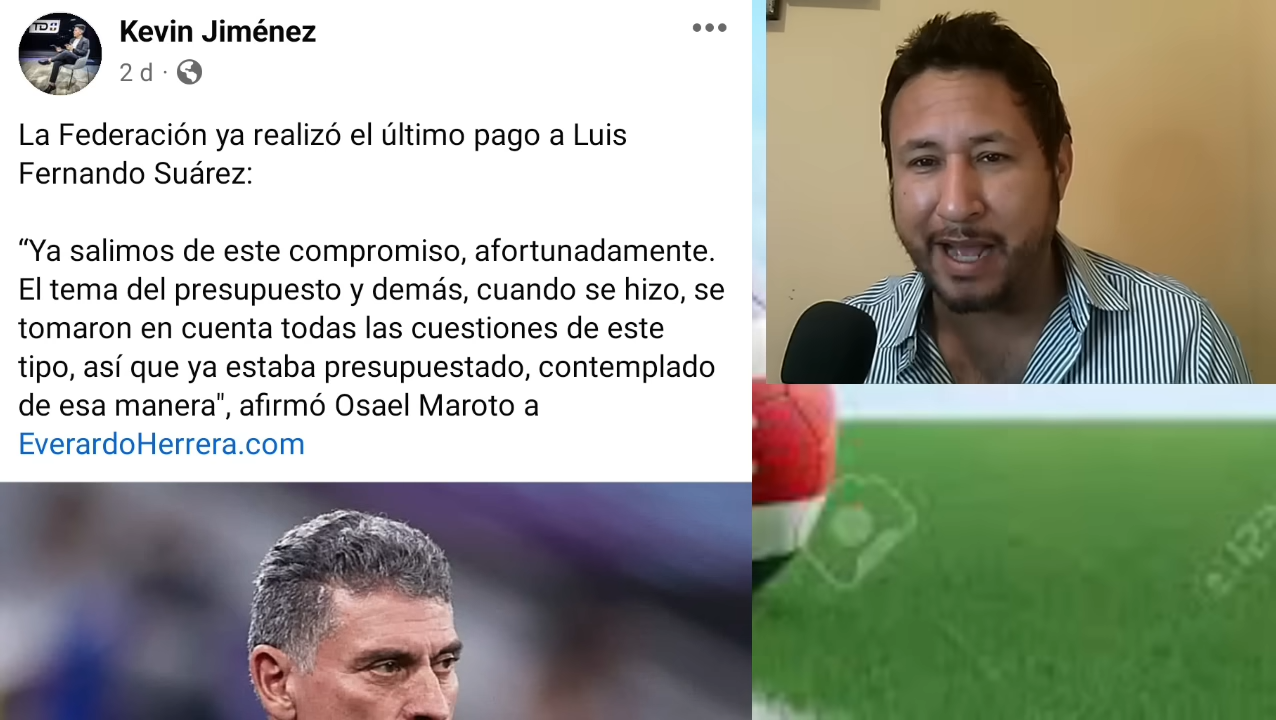 TD+
Kevin Jiménez
2 d ·
La Federación ya realizó el último pago a Luis
Fernando Suárez:
“Ya salimos de este compromiso, afortunadamente.
El tema del presupuesto y demás, cuando se hizo, se
tomaron en cuenta todas las cuestiones de este
tipo, así que ya estaba presupuestado, contemplado
de esa manera", afirmó Osael Maroto a
EverardoHerrera.com